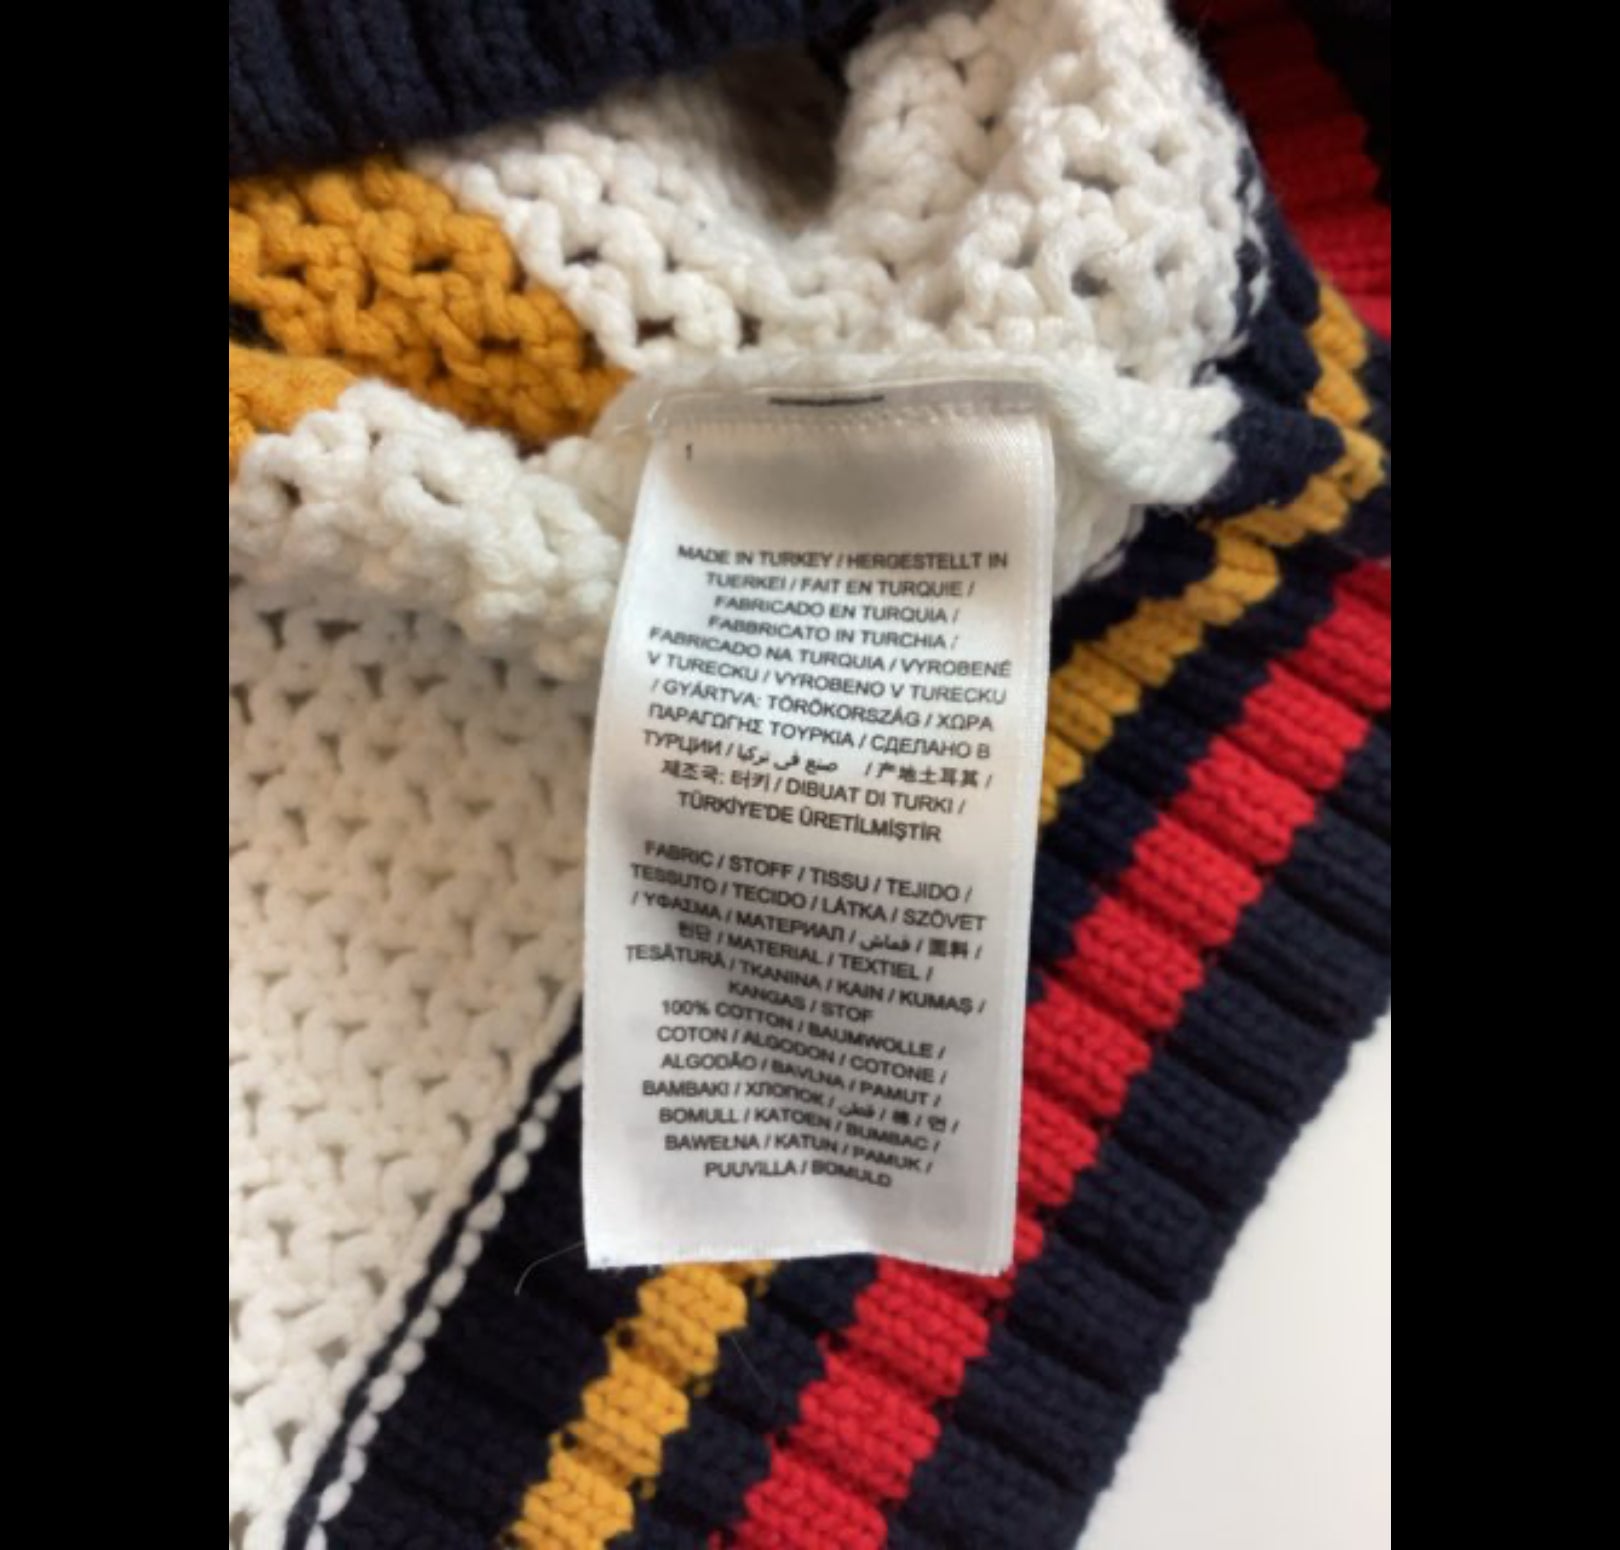 1
MADE IN TURKEY / HERGESTELLT IN
TUERKEI / FAIT EN TURQUIE /
FABRICADO EN TURQUIA /
FABBRICATO IN TURCHIA /
FABRICADO NA TURQUIA / VYROBENÉ
V TURECKU / VYROBENO V TURECKU
/ GYÁRTVA: TÖRÖKORSZÁG / ΧΩΡΑ
ΠΑΡΑΓΩΓΗΣ ΤΟΥΡΚΙΑ / СДЕЛАНО В
ТУРЦИИ / صنع في تركيا / 产地土耳其 /
제조국: 터키 / DIBUAT DI TURKI /
TÜRKİYE'DE ÜRETİLMİŞTİR
FABRIC / STOFF / TISSU / TEJIDO /
TESSUTO / TECIDO / LÁTKA / SZÖVET
/ ΥΦΑΣΜΑ / МАТЕРИАЛ / قماش / 面料 /
원단 / MATERIAL / TEXTIEL /
ȚESĂTURĂ / TKANINA / KAIN / KUMAŞ /
KANGAS / STOF
100% COTTON / BAUMWOLLE /
COTON / ALGODON / COTONE /
ALGODÃO / BAVLNA / PAMUT /
BAMBAKI / ХЛОПОК / قطن / 棉 / 면 /
BOMULL / KATOEN / BUMBAC /
BAWEŁNA / KATUN / PAMUK /
PUUVILLA / BOMULD